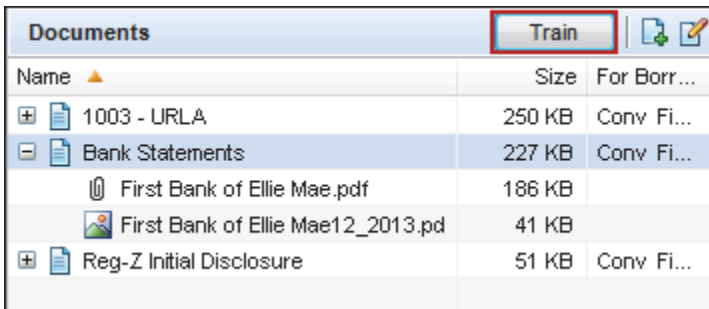 Documents Train
Name Size For Borr...
1003 - URLA 250 KB Conv Fi...
Bank Statements 227 KB Conv Fi...
First Bank of Ellie Mae.pdf 186 KB
First Bank of Ellie Mae12_2013.pd 41 KB
Reg-Z Initial Disclosure 51 KB Conv Fi...